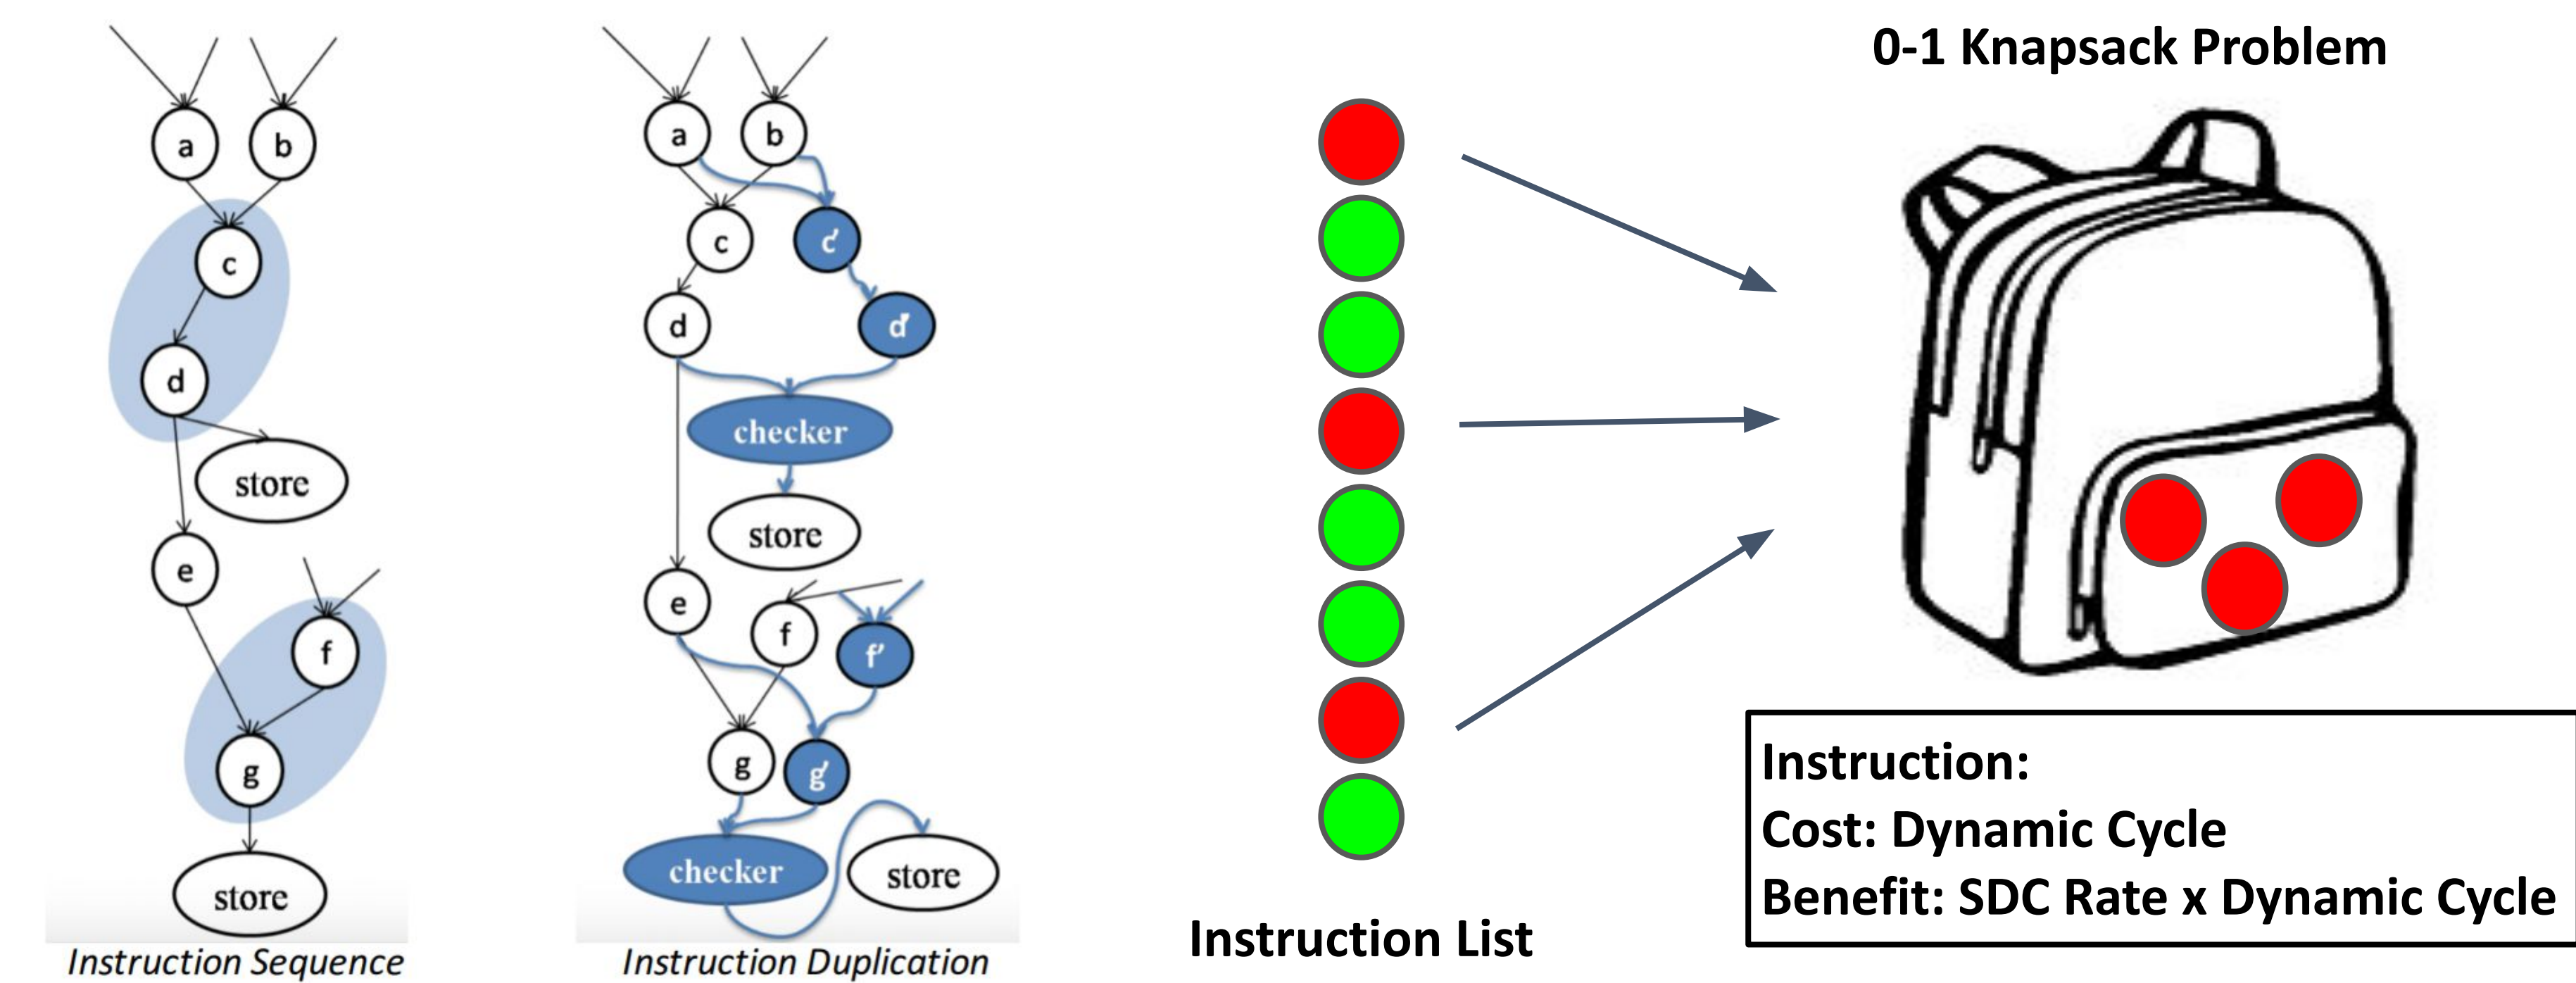 a
b
c
d
store
e
f
g
store
Instruction Sequence
a
b
c
c'
d
d'
checker
store
e
f
f'
g
g'
checker
store
Instruction Duplication
Instruction List
0-1 Knapsack Problem
Instruction:
Cost: Dynamic Cycle
Benefit: SDC Rate x Dynamic Cycle